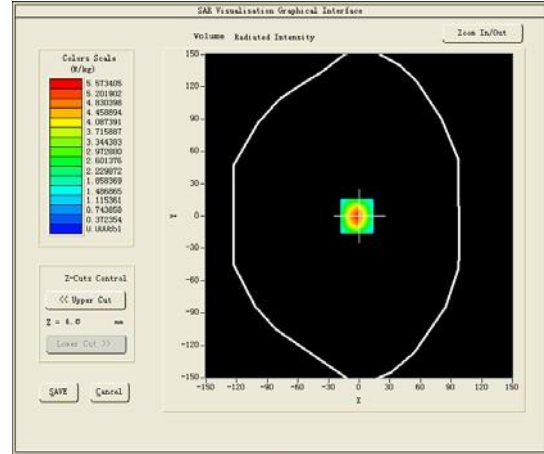 SAR Visualisation Graphical Interface
Volume Radiated Intensity
Zoom In/Out
Colors Scale
(W/kg)
5.573405
5.201902
4.830398
4.458894
4.087391
3.715887
3.344383
2.972880
2.601376
2.229872
1.858369
1.486865
1.115361
0.743858
0.372354
0.000851
Z-Cuts Control
<< Upper Cut
Z = 4.0 mm
Lower Cut >>
SAVE
Cancel
150
120
90
60
30
0
-30
-60
-90
-120
-150
Y
-150 -120 -90 -60 -30 0 30 60 90 120 150
X